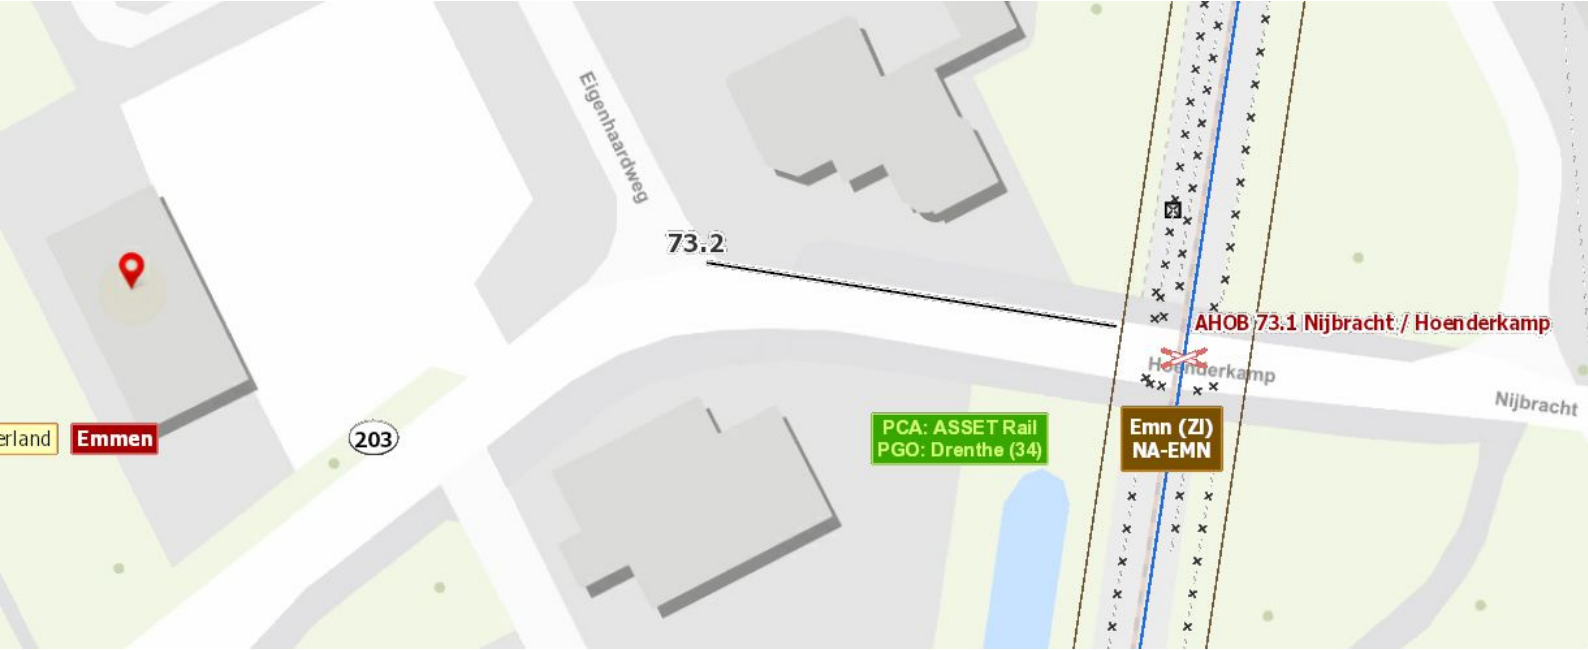 Eigenhaardweg
73.2
AHOB 73.1 Nijbracht / Hoenderkamp
Hoenderkamp
Nijbracht
erland
Emmen
203
PCA: ASSET Rail
PGO: Drenthe (34)
Emn (ZI)
NA-EMN